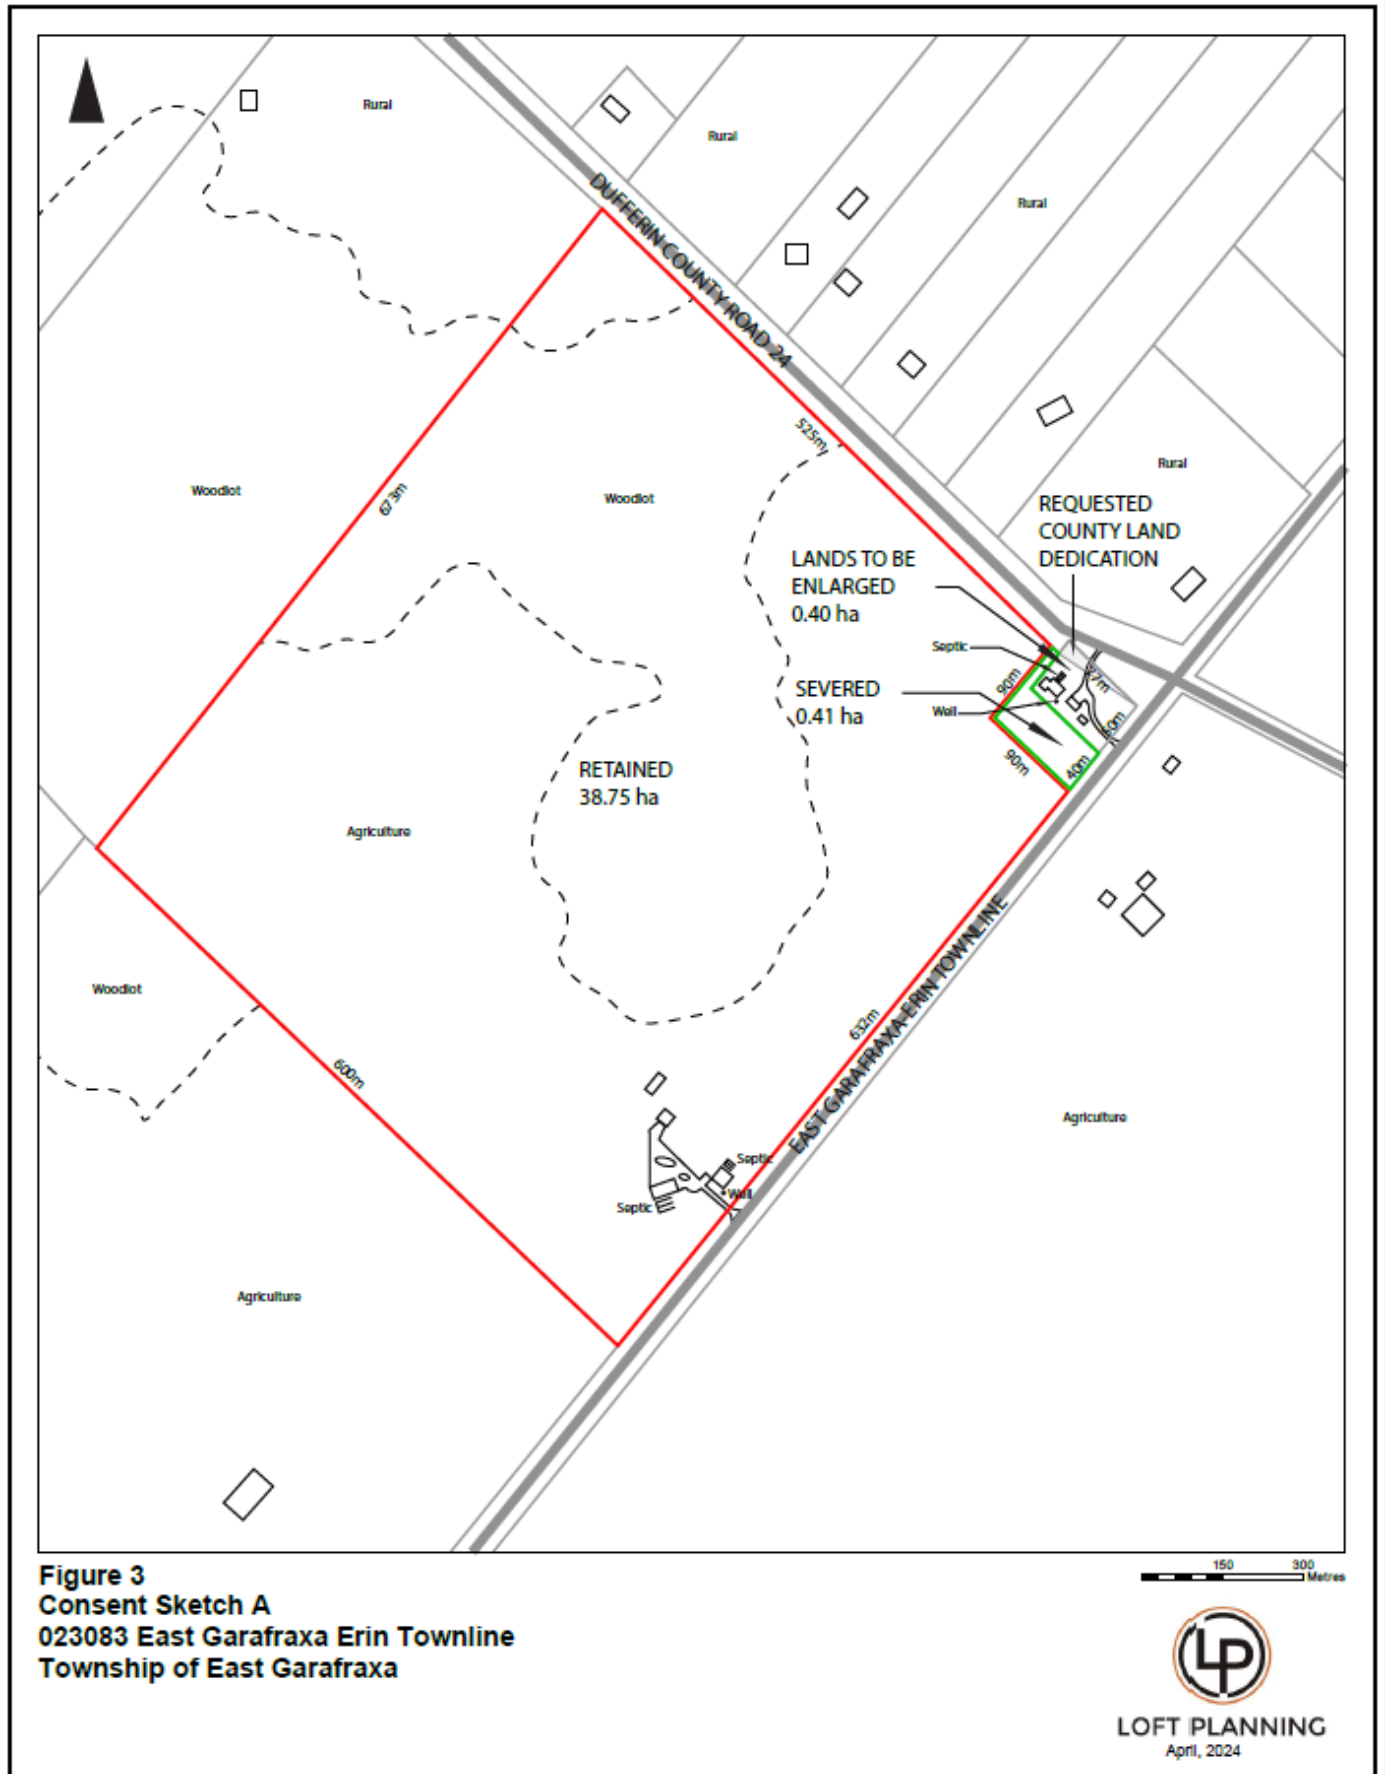 Rural
Rural
Rural
DUFFERIN COUNTY ROAD 24
525m
Rural
Woodlot
673m
Woodlot
REQUESTED
COUNTY LAND
DEDICATION
LANDS TO BE
ENLARGED
0.40 ha
Septic
90m
SEVERED
0.41 ha
Well
50m
90m
40m
RETAINED
38.75 ha
Agriculture
Woodlot
632m
EAST GARAFRAXA-ERIN TOWNLINE
600m
Agriculture
Septic
Well
Septic
Agriculture
Figure 3
Consent Sketch A
023083 East Garafraxa Erin Townline
Township of East Garafraxa
150 300
Metres
LP
LOFT PLANNING
April, 2024